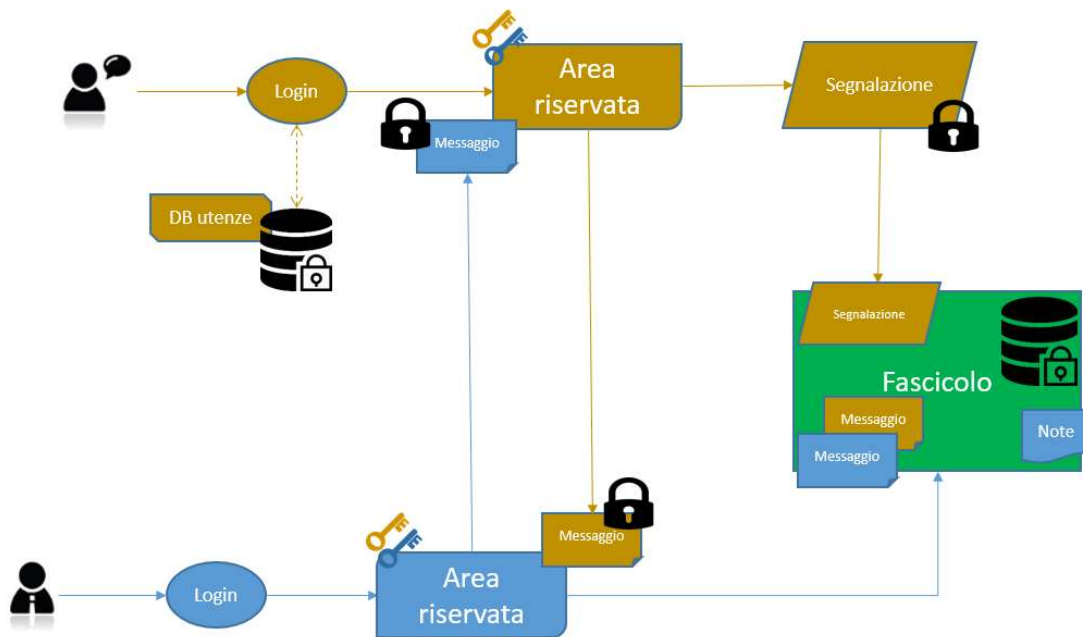 Login
Area
riservata
Segnalazione
Messaggio
DB utenze
Segnalazione
Fascicolo
Messaggio
Messaggio
Note
Messaggio
Login
Area
riservata